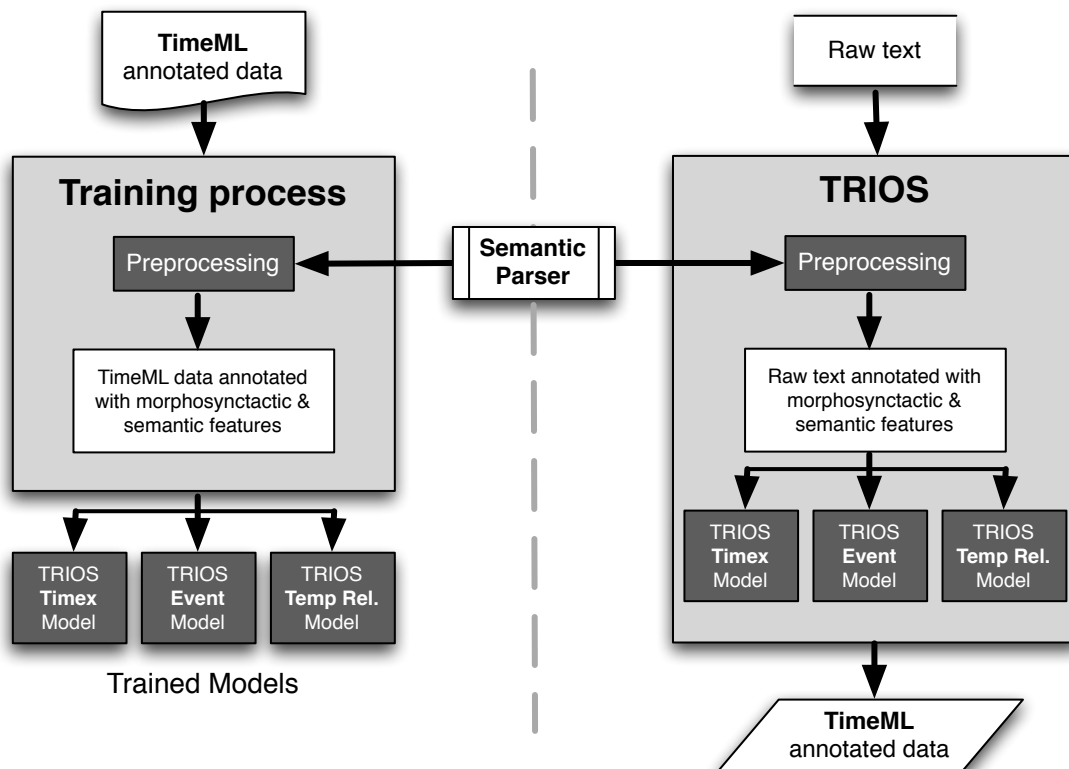 TimeML
annotated data
Training process
Preprocessing
TimeML data annotated
with morphosynctactic &
semantic features
TRIOS
Timex
Model
TRIOS
Event
Model
TRIOS
Temp Rel.
Model
Trained Models
Semantic
Parser
Raw text
TRIOS
Preprocessing
Raw text annotated with
morphosynctactic &
semantic features
TRIOS
Timex
Model
TRIOS
Event
Model
TRIOS
Temp Rel.
Model
TimeML
annotated data